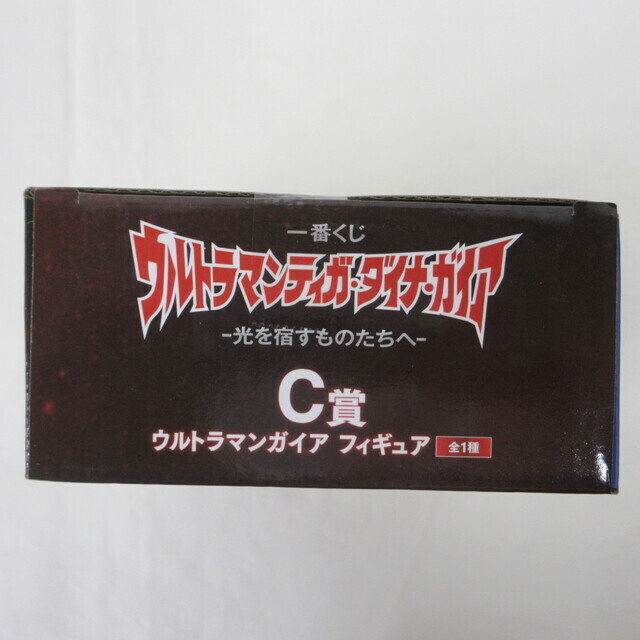 一番くじ
ウルトラマンティガ・ダイナ・ガイア
-光を宿すものたちへ-
C賞
ウルトラマンガイア フィギュア 全1種